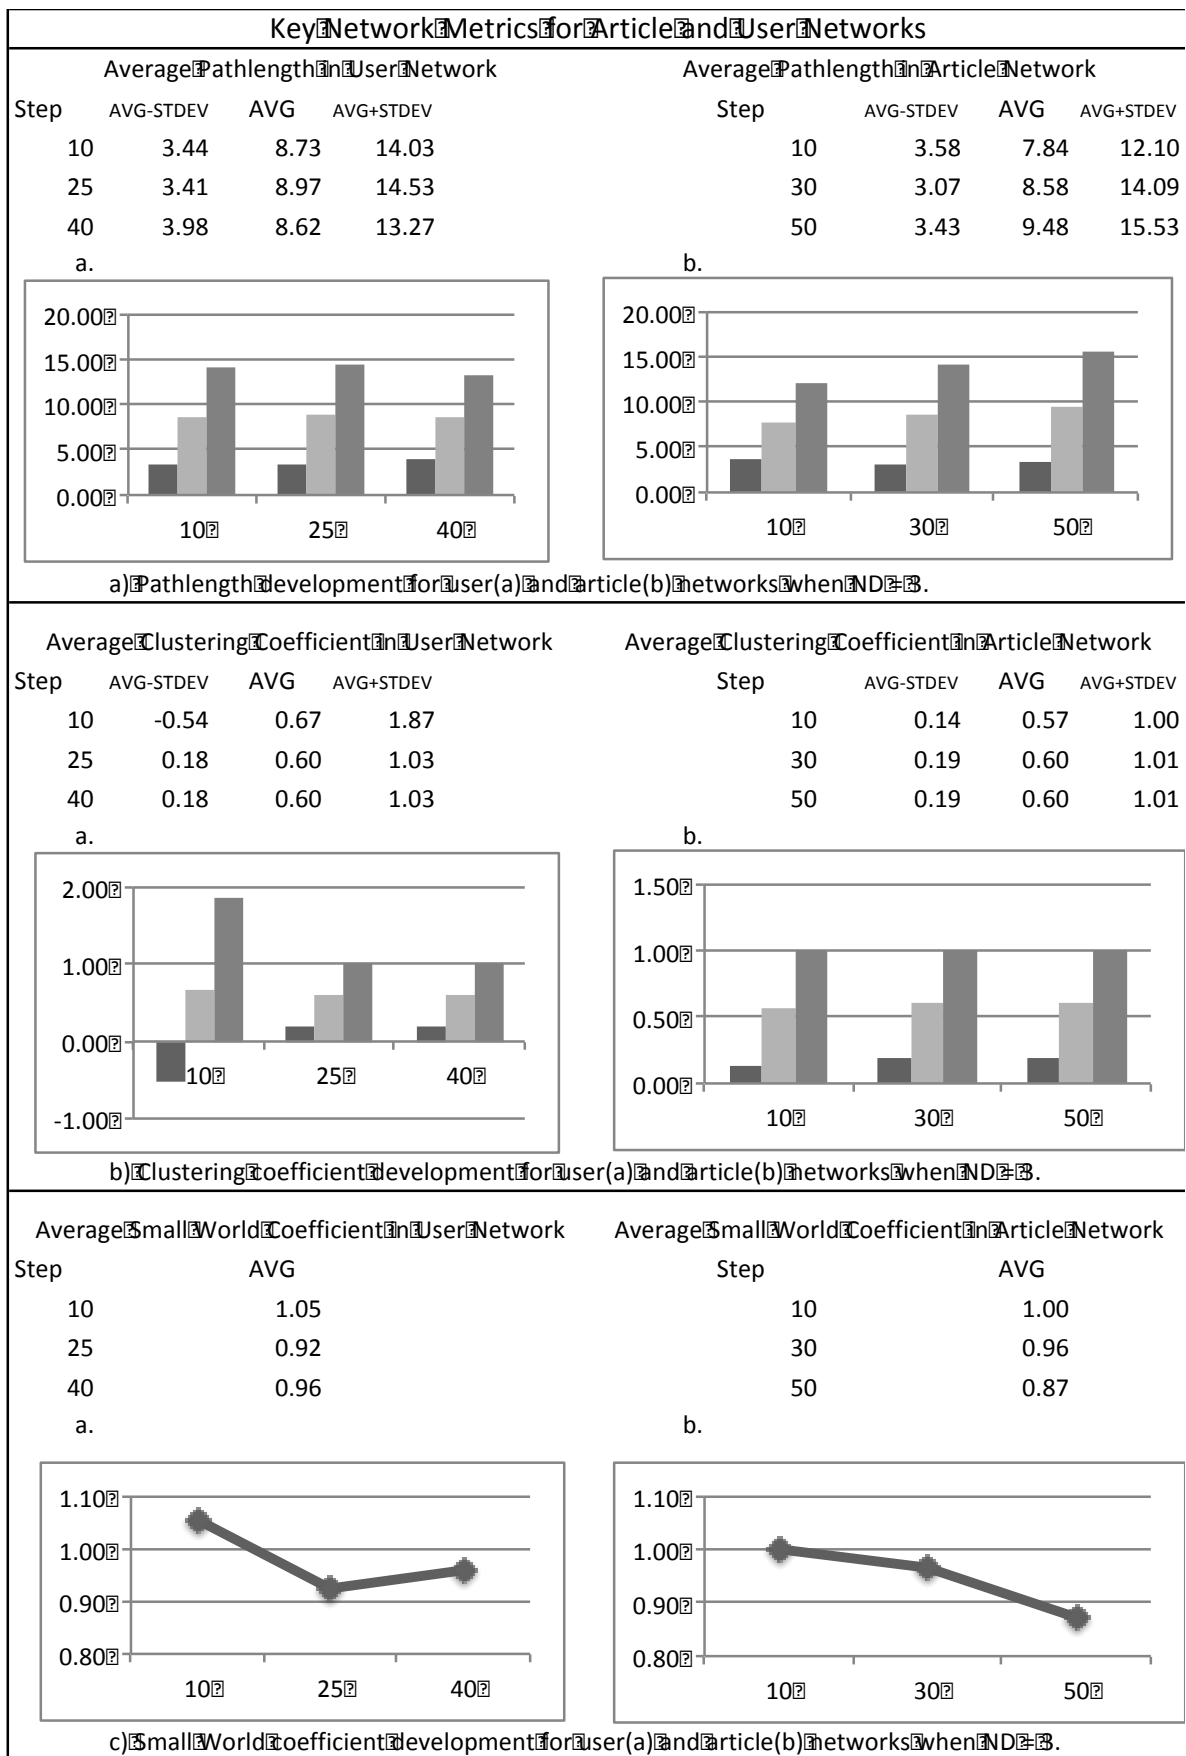 Key Network Metrics for Article and User Networks
Average Pathlength in User Network
Step AVG-STDEV AVG AVG+STDEV
10 3.44 8.73 14.03
25 3.41 8.97 14.53
40 3.98 8.62 13.27
a.
20.00
15.00
10.00
5.00
0.00
10 25 40
Average Pathlength in Article Network
Step AVG-STDEV AVG AVG+STDEV
10 3.58 7.84 12.10
30 3.07 8.58 14.09
50 3.43 9.48 15.53
b.
20.00
15.00
10.00
5.00
0.00
10 30 50
a) Pathlength development for user(a) and article(b) networks when ND = 3.
Average Clustering Coefficient in User Network
Step AVG-STDEV AVG AVG+STDEV
10 -0.54 0.67 1.87
25 0.18 0.60 1.03
40 0.18 0.60 1.03
a.
2.00
1.00
0.00
-1.00
10 25 40
Average Clustering Coefficient in Article Network
Step AVG-STDEV AVG AVG+STDEV
10 0.14 0.57 1.00
30 0.19 0.60 1.01
50 0.19 0.60 1.01
b.
1.50
1.00
0.50
0.00
10 30 50
b) Clustering coefficient development for user(a) and article(b) networks when ND = 3.
Average Small World Coefficient in User Network
Step AVG
10 1.05
25 0.92
40 0.96
a.
1.10
1.00
0.90
0.80
10 25 40
Average Small World Coefficient in Article Network
Step AVG
10 1.00
30 0.96
50 0.87
b.
1.10
1.00
0.90
0.80
10 30 50
c) Small World coefficient development for user(a) and article(b) networks when ND = 3.